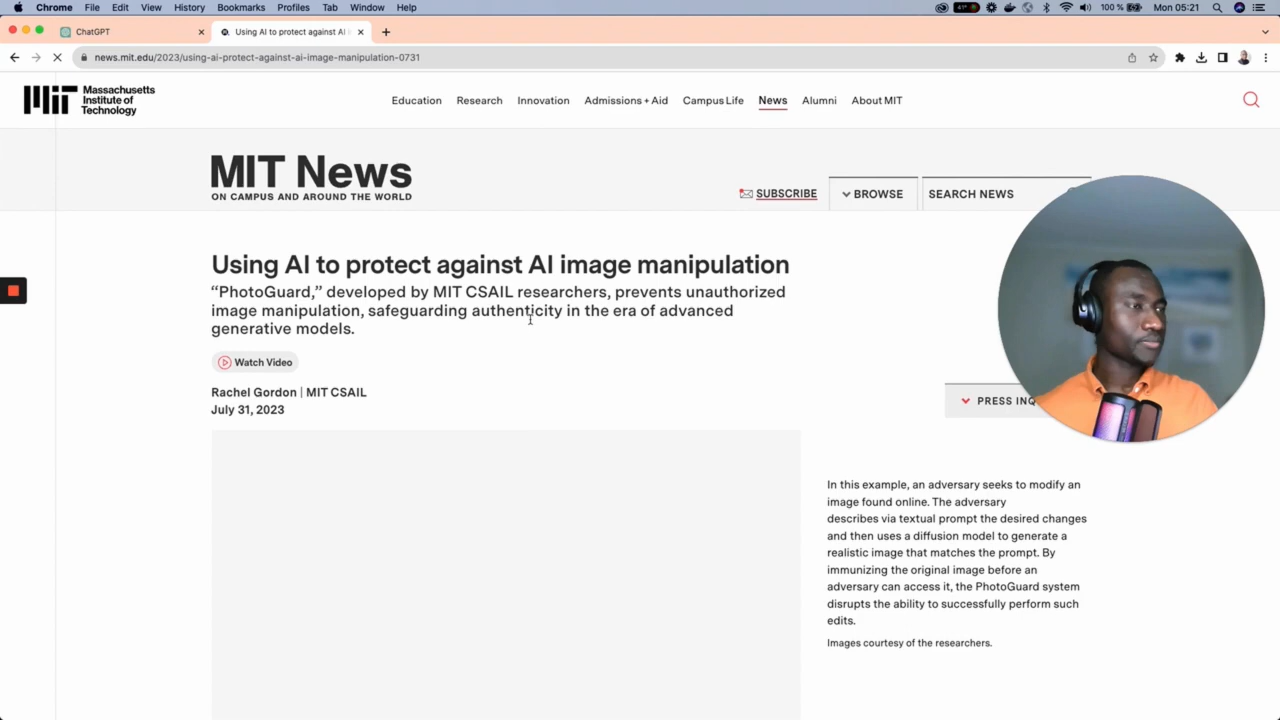 Chrome File Edit View History Bookmarks Profiles Tab Window Help 41° 100 % Mon 05:21
ChatGPT Using AI to protect against AI
news.mit.edu/2023/using-ai-protect-against-ai-image-manipulation-0731
MIT Massachusetts
Institute of
Technology
Education Research Innovation Admissions + Aid Campus Life News Alumni About MIT
MIT News
ON CAMPUS AND AROUND THE WORLD
SUBSCRIBE BROWSE SEARCH NEWS
Using AI to protect against AI image manipulation
“PhotoGuard,” developed by MIT CSAIL researchers, prevents unauthorized
image manipulation, safeguarding authenticity in the era of advanced
generative models.
Watch Video
Rachel Gordon | MIT CSAIL
July 31, 2023
PRESS INQ
In this example, an adversary seeks to modify an
image found online. The adversary
describes via textual prompt the desired changes
and then uses a diffusion model to generate a
realistic image that matches the prompt. By
immunizing the original image before an
adversary can access it, the PhotoGuard system
disrupts the ability to successfully perform such
edits.
Images courtesy of the researchers.